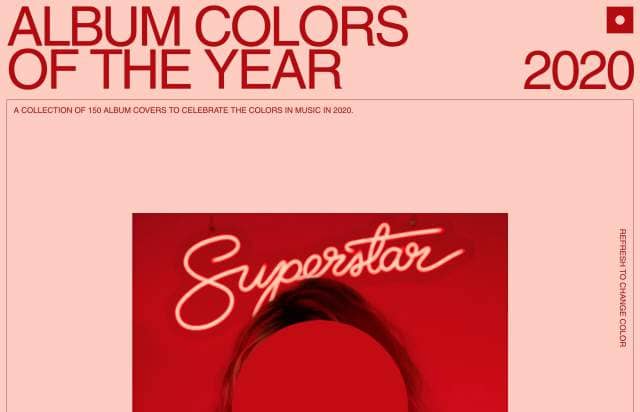 ALBUM COLORS
OF THE YEAR
2020
A COLLECTION OF 150 ALBUM COVERS TO CELEBRATE THE COLORS IN MUSIC IN 2020.
Superstar
REFRESH TO CHANGE COLOR